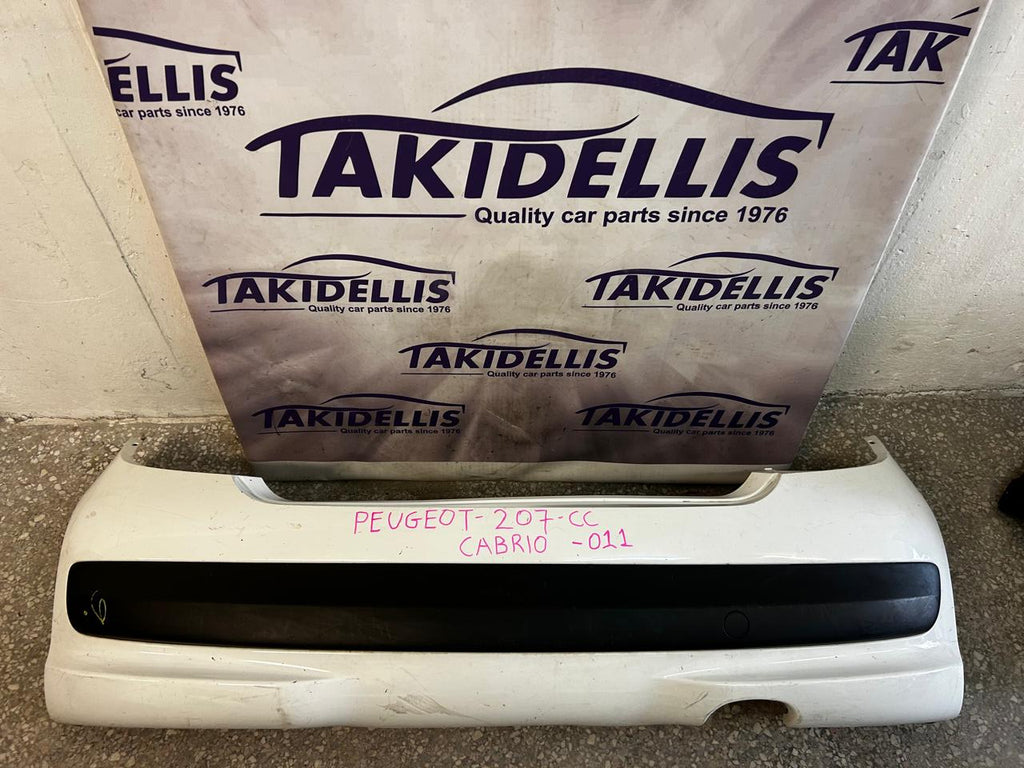 ELLIS
car parts since 1976
TAK
TAKIDELLIS
Quality car parts since 1976
TAKIDELLIS
Quality car parts since 1976
TAKIDELLIS
Quality car parts since 1976
TAKIDELLIS
Quality car parts since 1976
TAKIDELLIS
Quality car parts since 1976
TAKIDELLIS
Quality car parts since 1976
PEUGEOT-207-CC
CABRIO -011